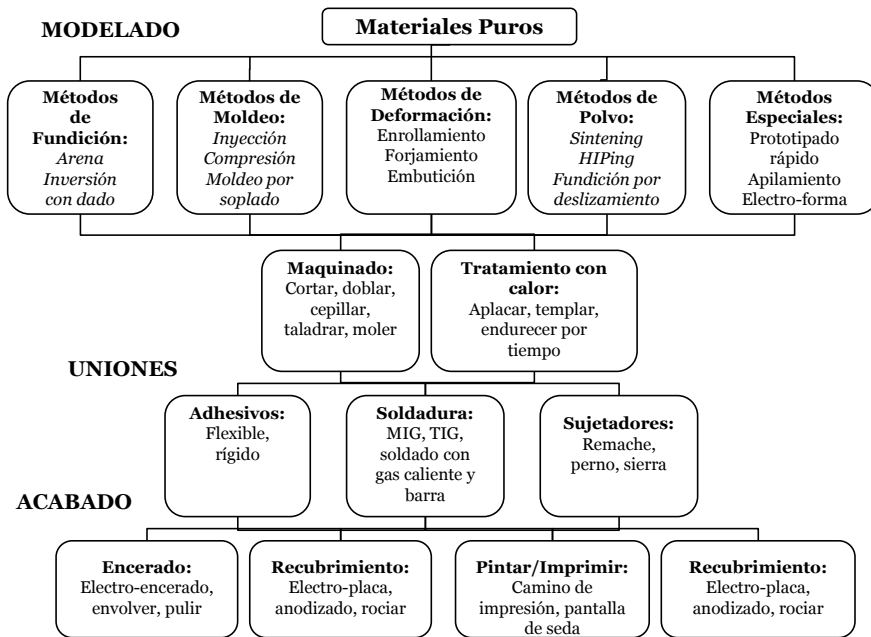 MODELADO
Materiales Puros
Métodos
de
Fundición:
Arena
Inversión
con dado
Métodos de
Moldeo:
Inyección
Compresión
Moldeo por
soplado
Métodos de
Deformación:
Enrollamiento
Forjamiento
Embutición
Métodos de
Polvo:
Sintening
HIPing
Fundición por
deslizamiento
Métodos
Especiales:
Prototipado
rápido
Apilamiento
Electro-forma
Maquinado:
Cortar, doblar,
cepillar,
taladrar, moler
Tratamiento con
calor:
Aplacar, templar,
endurecer por
tiempo
UNIONES
Adhesivos:
Flexible,
rígido
Soldadura:
MIG, TIG,
soldado con
gas caliente y
barra
Sujetadores:
Remache,
perno, sierra
ACABADO
Encerado:
Electro-encerado,
envolver, pulir
Recubrimiento:
Electro-placa,
anodizado, rociar
Pintar/Imprimir:
Camino de
impresión, pantalla
de seda
Recubrimiento:
Electro-placa,
anodizado, rociar